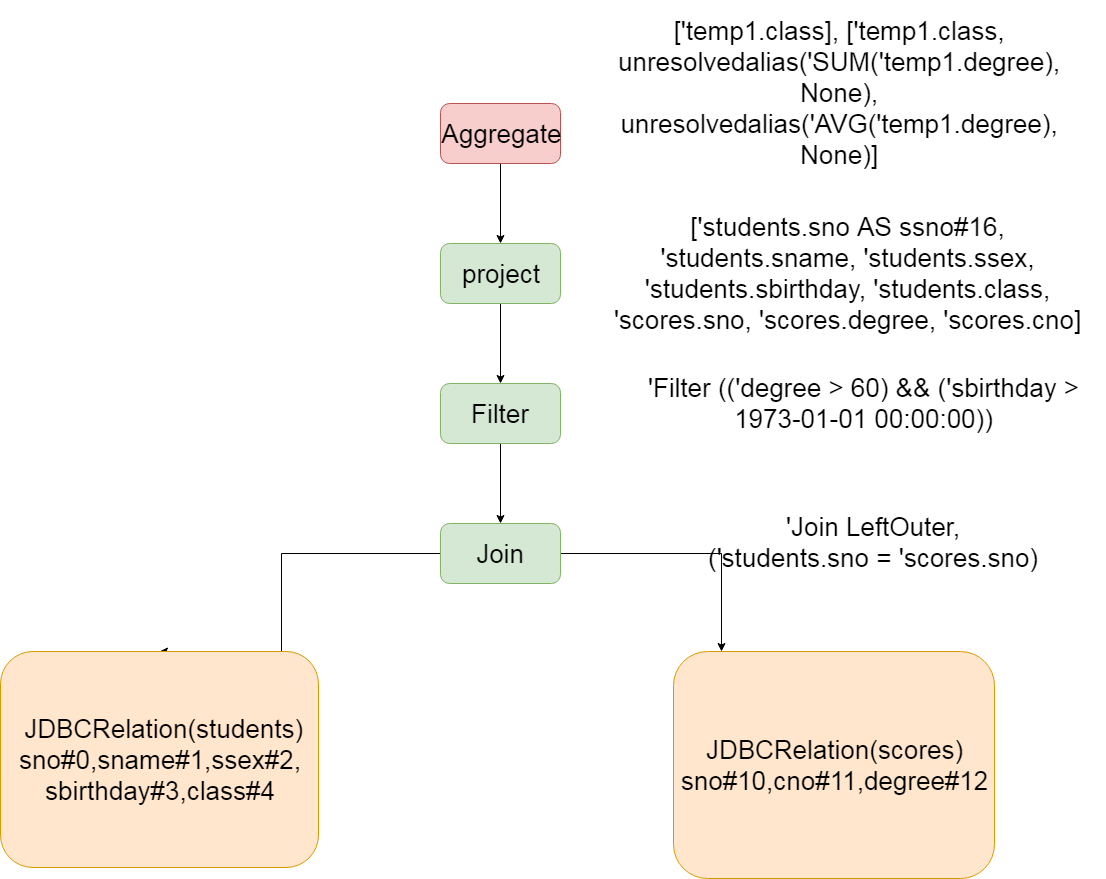 ['temp1.class], ['temp1.class,
unresolvedalias('SUM('temp1.degree),
None),
unresolvedalias('AVG('temp1.degree),
None)]
Aggregate
['students.sno AS ssno#16,
'students.sname, 'students.ssex,
'students.sbirthday, 'students.class,
'scores.sno, 'scores.degree, 'scores.cno]
project
'Filter (('degree > 60) && ('sbirthday >
1973-01-01 00:00:00))
Filter
'Join LeftOuter,
('students.sno = 'scores.sno)
Join
JDBCRelation(students)
sno#0,sname#1,ssex#2,
sbirthday#3,class#4
JDBCRelation(scores)
sno#10,cno#11,degree#12